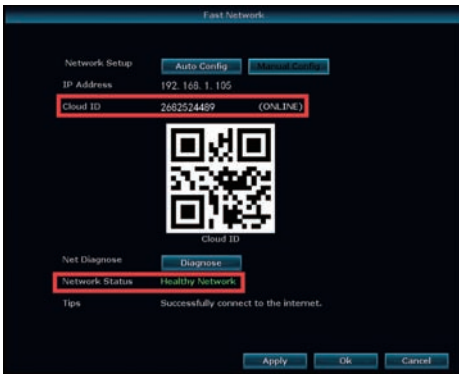 Fast Network
Network Setup Auto Config Manual Config
IP Address 192. 168. 1. 105
Cloud ID 2682524489 (ONLINE)
Cloud ID
Net Diagnose Diagnose
Network Status Healthy Network
Tips Successfully connect to the internet.
Apply Ok Cancel